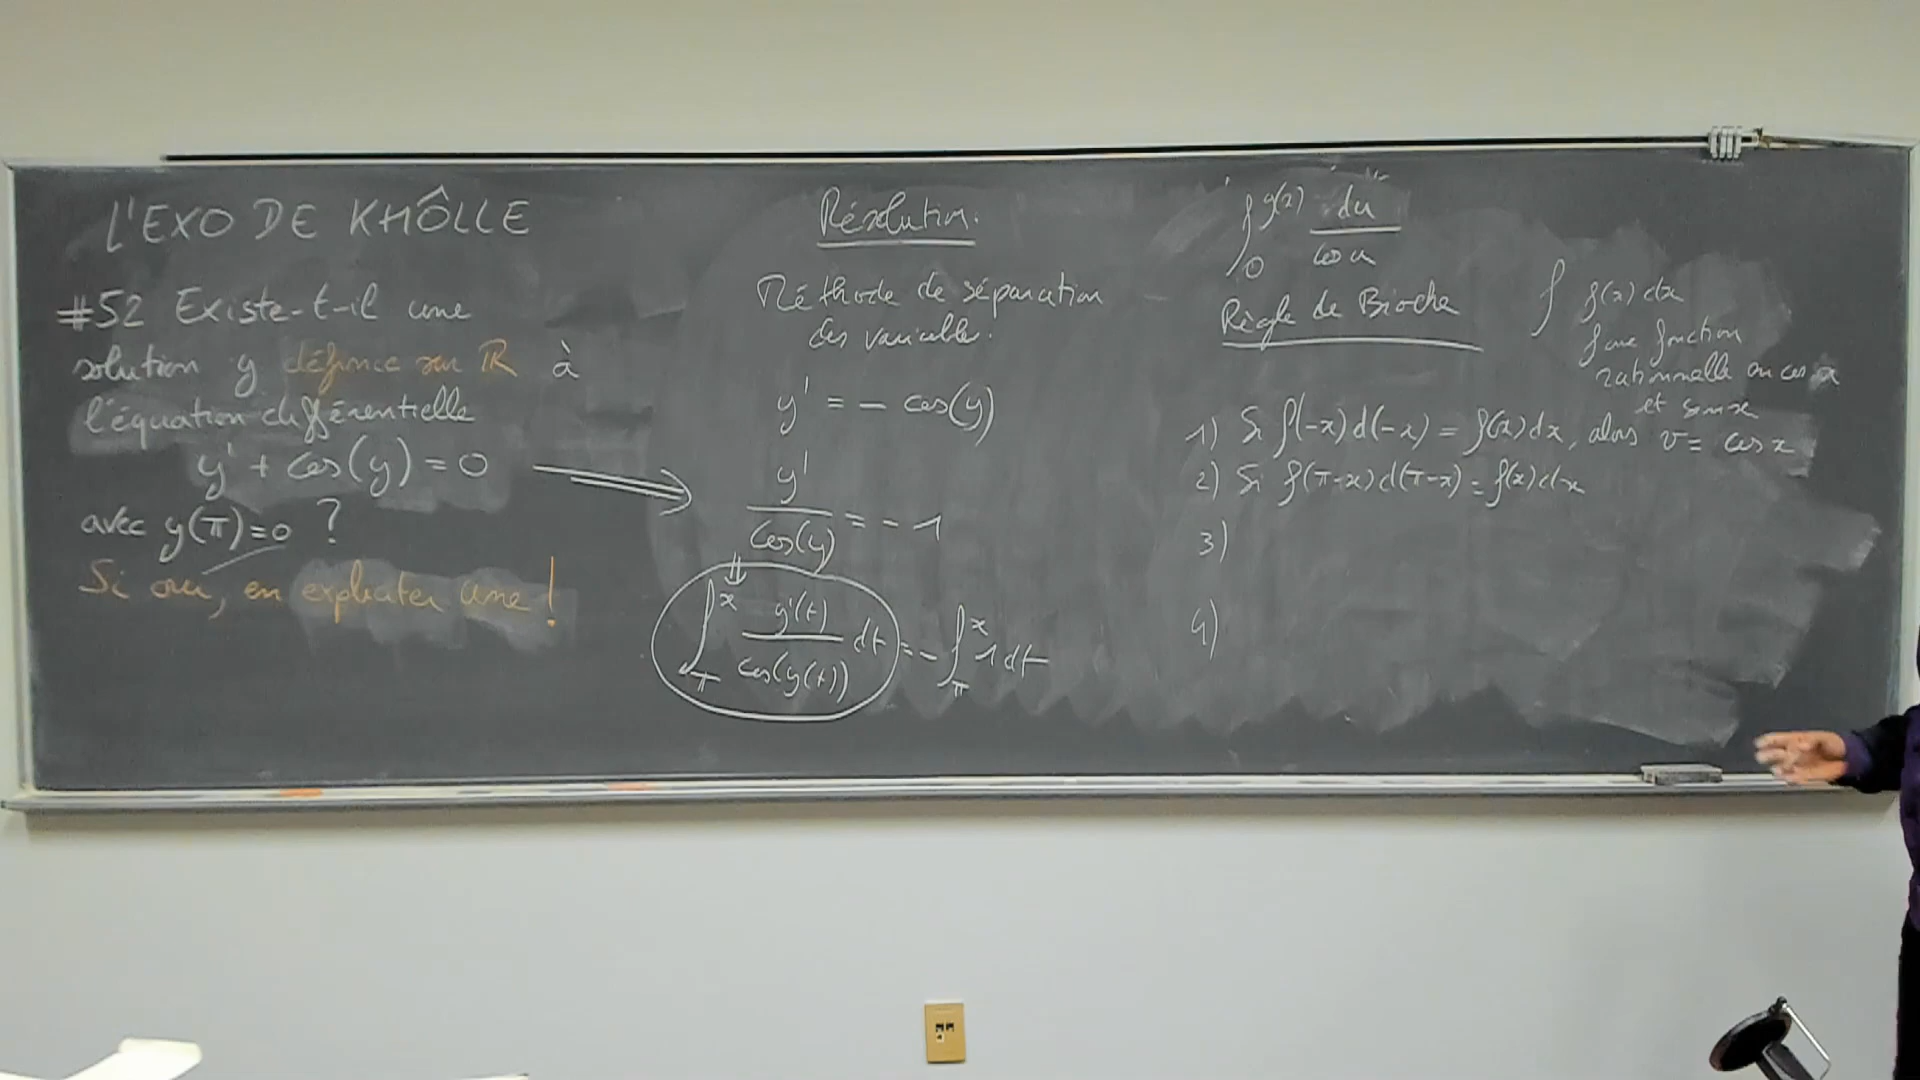 L'EXO DE KHÔLLE
#52 Existe-t-il une
solution y définie sur ℝ à
l'équation différentielle
y' + cos(y) = 0
avec y(π)=0 ?
Si oui, en expliciter une !
Résolution.
Méthode de séparation
des variables.
y' = - cos(y)
y'/cos(y) = -1
⇓
∫_π^x y'(t)/cos(y(t)) dt = - ∫_π^x 1 dt
∫_0^y(x) du/cos u
Règle de Bioche
∫ f(x) dx
f une fonction
rationnelle en cos x
et sin x
1) Si f(-x)d(-x) = f(x)dx, alors v = cos x
2) Si f(π-x)d(π-x) = f(x)dx
3)
4)